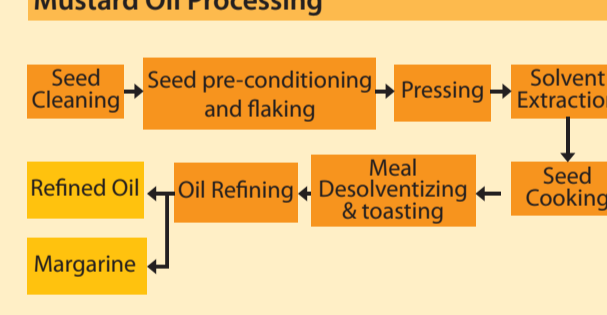 Mustard Oil Processing
Seed
Cleaning
Seed pre-conditioning
and flaking
Pressing
Solvent
Extraction
Seed
Cooking
Meal
Desolventizing
& toasting
Oil Refining
Refined Oil
Margarine